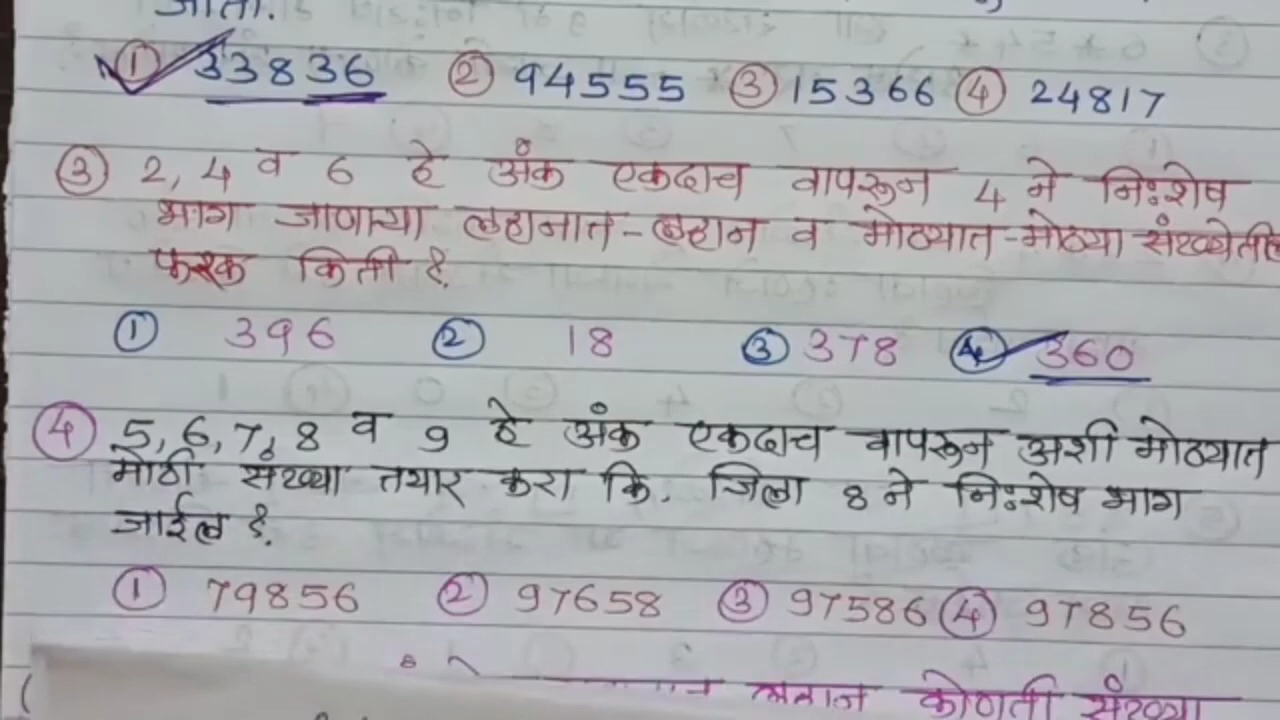 जाता.
① 33836 ② 94555 ③ 15366 ④ 24817
③ 2, 4 व 6 हे अंक एकदाच वापरून 4 ने निःशेष
भाग जाणाऱ्या लहानात-लहान व मोठ्यात-मोठ्या संख्येतील
फरक किती ?
① 396 ② 18 ③ 378 ④ 360
④ 5, 6, 7, 8 व 9 हे अंक एकदाच वापरून अशी मोठ्यात
मोठी संख्या तयार करा कि. जिला 8 ने निःशेष भाग
जाईल ?
① 79856 ② 97658 ③ 97586 ④ 97856
कोणती संख्या